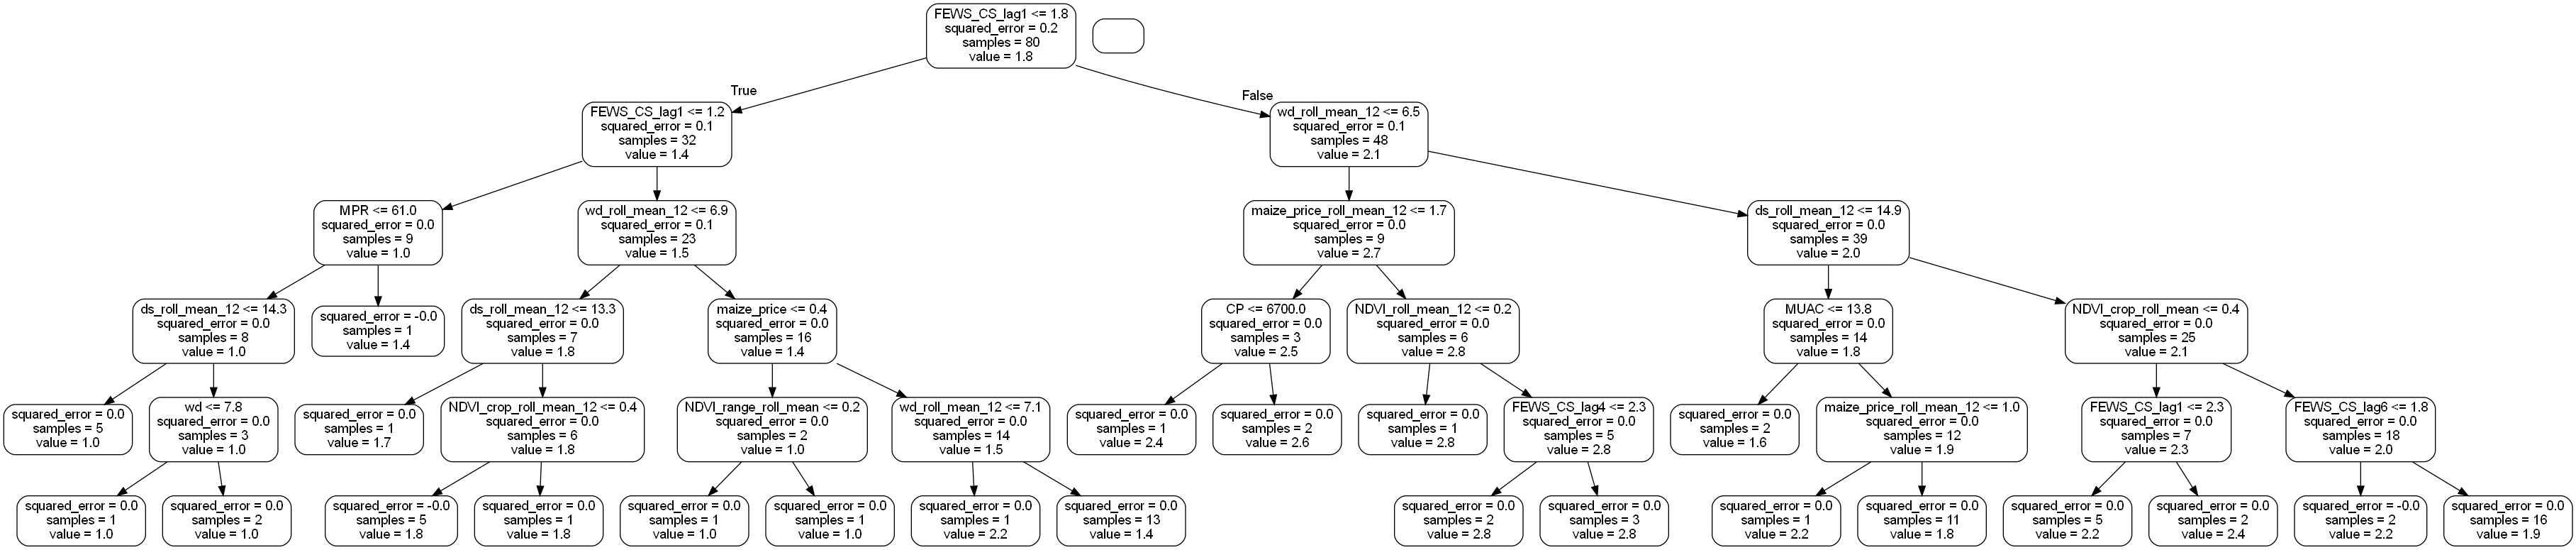 FEWS_CS_lag1 <= 1.8
squared_error = 0.2
samples = 80
value = 1.8
True
False
FEWS_CS_lag1 <= 1.2
squared_error = 0.1
samples = 32
value = 1.4
wd_roll_mean_12 <= 6.5
squared_error = 0.1
samples = 48
value = 2.1
MPR <= 61.0
squared_error = 0.0
samples = 9
value = 1.0
wd_roll_mean_12 <= 6.9
squared_error = 0.1
samples = 23
value = 1.5
maize_price_roll_mean_12 <= 1.7
squared_error = 0.0
samples = 9
value = 2.7
ds_roll_mean_12 <= 14.9
squared_error = 0.0
samples = 39
value = 2.0
ds_roll_mean_12 <= 14.3
squared_error = 0.0
samples = 8
value = 1.0
squared_error = -0.0
samples = 1
value = 1.4
ds_roll_mean_12 <= 13.3
squared_error = 0.0
samples = 7
value = 1.8
maize_price <= 0.4
squared_error = 0.0
samples = 16
value = 1.4
CP <= 6700.0
squared_error = 0.0
samples = 3
value = 2.5
NDVI_roll_mean_12 <= 0.2
squared_error = 0.0
samples = 6
value = 2.8
MUAC <= 13.8
squared_error = 0.0
samples = 14
value = 1.8
NDVI_crop_roll_mean <= 0.4
squared_error = 0.0
samples = 25
value = 2.1
squared_error = 0.0
samples = 5
value = 1.0
wd <= 7.8
squared_error = 0.0
samples = 3
value = 1.0
squared_error = 0.0
samples = 1
value = 1.7
NDVI_crop_roll_mean_12 <= 0.4
squared_error = 0.0
samples = 6
value = 1.8
NDVI_range_roll_mean <= 0.2
squared_error = 0.0
samples = 2
value = 1.0
wd_roll_mean_12 <= 7.1
squared_error = 0.0
samples = 14
value = 1.5
squared_error = 0.0
samples = 1
value = 2.4
squared_error = 0.0
samples = 2
value = 2.6
squared_error = 0.0
samples = 1
value = 2.8
FEWS_CS_lag4 <= 2.3
squared_error = 0.0
samples = 5
value = 2.8
squared_error = 0.0
samples = 2
value = 1.6
maize_price_roll_mean_12 <= 1.0
squared_error = 0.0
samples = 12
value = 1.9
FEWS_CS_lag1 <= 2.3
squared_error = 0.0
samples = 7
value = 2.3
FEWS_CS_lag6 <= 1.8
squared_error = 0.0
samples = 18
value = 2.0
squared_error = 0.0
samples = 1
value = 1.0
squared_error = 0.0
samples = 2
value = 1.0
squared_error = -0.0
samples = 5
value = 1.8
squared_error = 0.0
samples = 1
value = 1.8
squared_error = 0.0
samples = 1
value = 1.0
squared_error = 0.0
samples = 1
value = 1.0
squared_error = 0.0
samples = 1
value = 2.2
squared_error = 0.0
samples = 13
value = 1.4
squared_error = 0.0
samples = 2
value = 2.8
squared_error = 0.0
samples = 3
value = 2.8
squared_error = 0.0
samples = 1
value = 2.2
squared_error = 0.0
samples = 11
value = 1.8
squared_error = 0.0
samples = 5
value = 2.2
squared_error = 0.0
samples = 2
value = 2.4
squared_error = -0.0
samples = 2
value = 2.2
squared_error = 0.0
samples = 16
value = 1.9